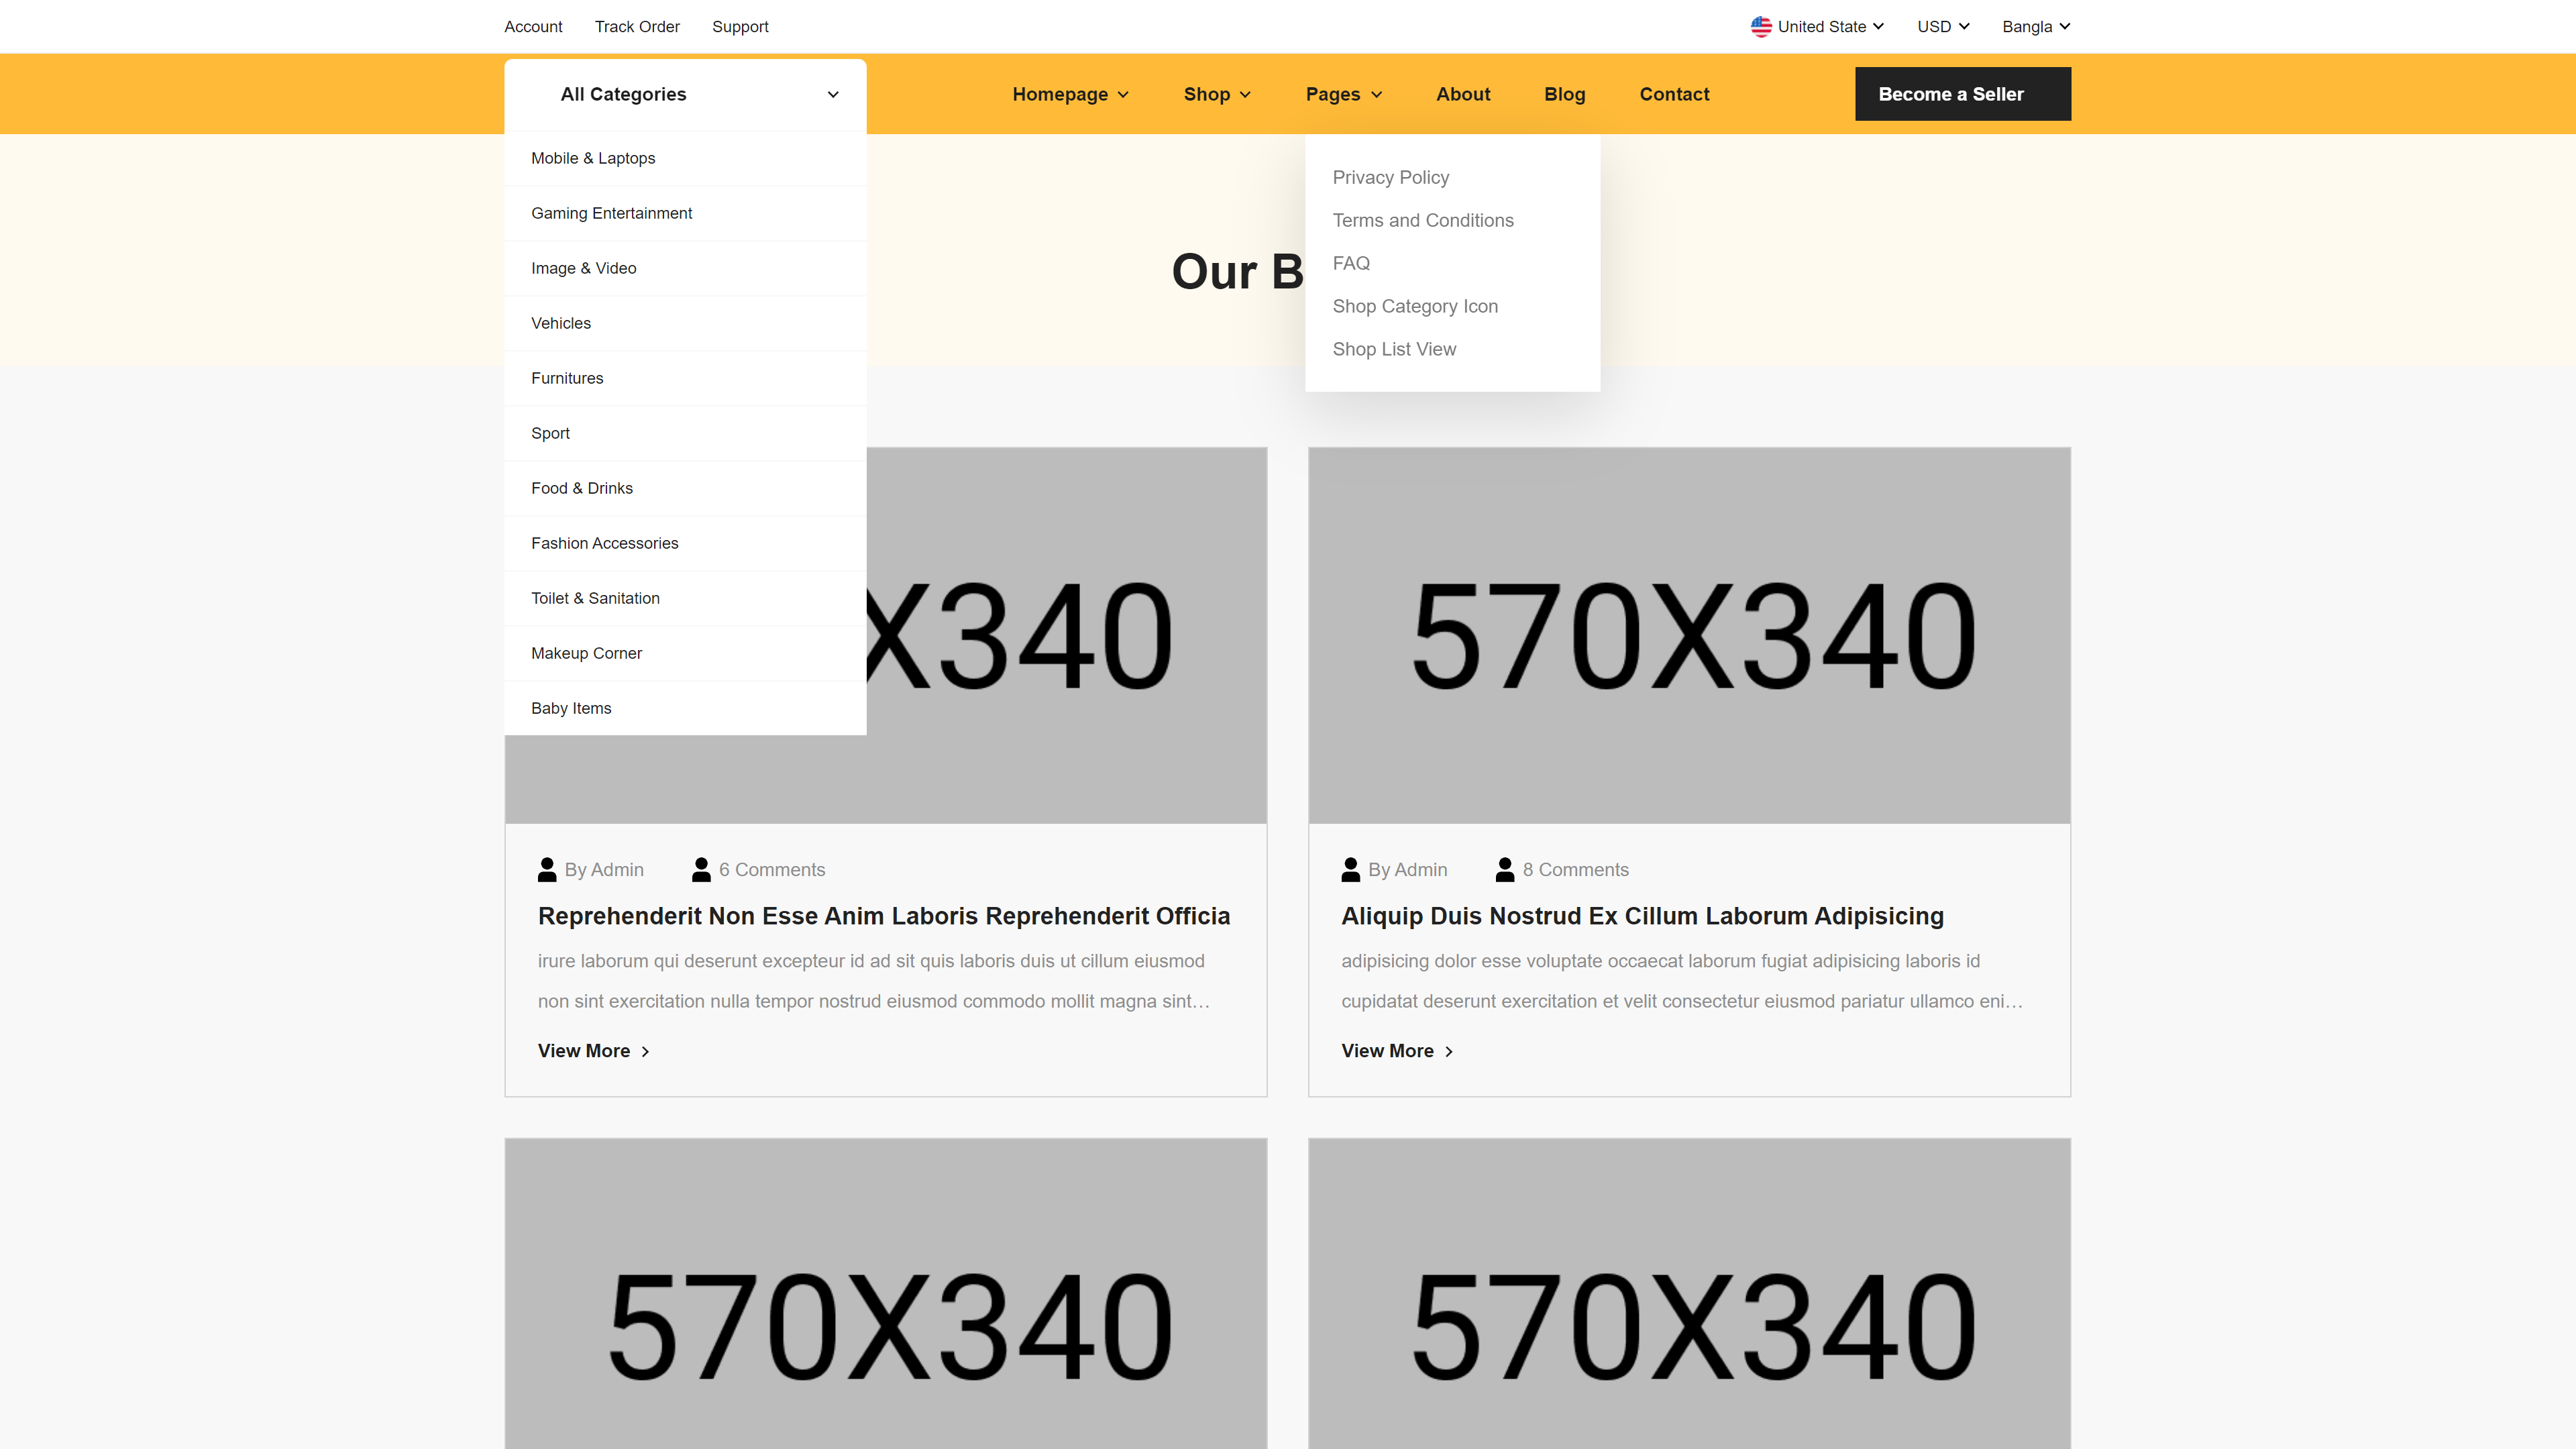 Account Track Order Support United State USD Bangla
All Categories Homepage Shop Pages About Blog Contact Become a Seller
Mobile & Laptops
Gaming Entertainment
Image & Video
Vehicles
Furnitures
Sport
Food & Drinks
Fashion Accessories
Toilet & Sanitation
Makeup Corner
Baby Items
Privacy Policy
Terms and Conditions
FAQ
Shop Category Icon
Shop List View
Our B
X340
By Admin 6 Comments
Reprehenderit Non Esse Anim Laboris Reprehenderit Officia
irure laborum qui deserunt excepteur id ad sit quis laboris duis ut cillum eiusmod
non sint exercitation nulla tempor nostrud eiusmod commodo mollit magna sint...
View More
570X340
By Admin 8 Comments
Aliquip Duis Nostrud Ex Cillum Laborum Adipisicing
adipisicing dolor esse voluptate occaecat laborum fugiat adipisicing laboris id
cupidatat deserunt exercitation et velit consectetur eiusmod pariatur ullamco eni...
View More
570X340
570X340